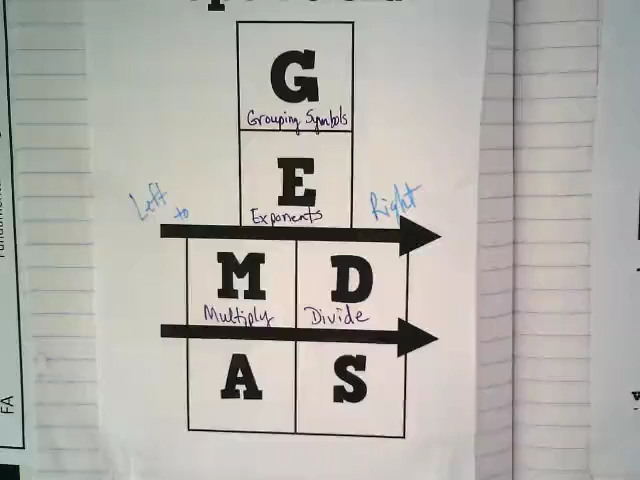 G
Grouping Symbols
E
Exponents
Left to Right
M D
Multiply Divide
A S
FA